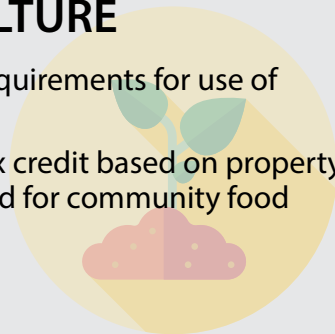 LTURE
quirements for use of
x credit based on property
d for community food